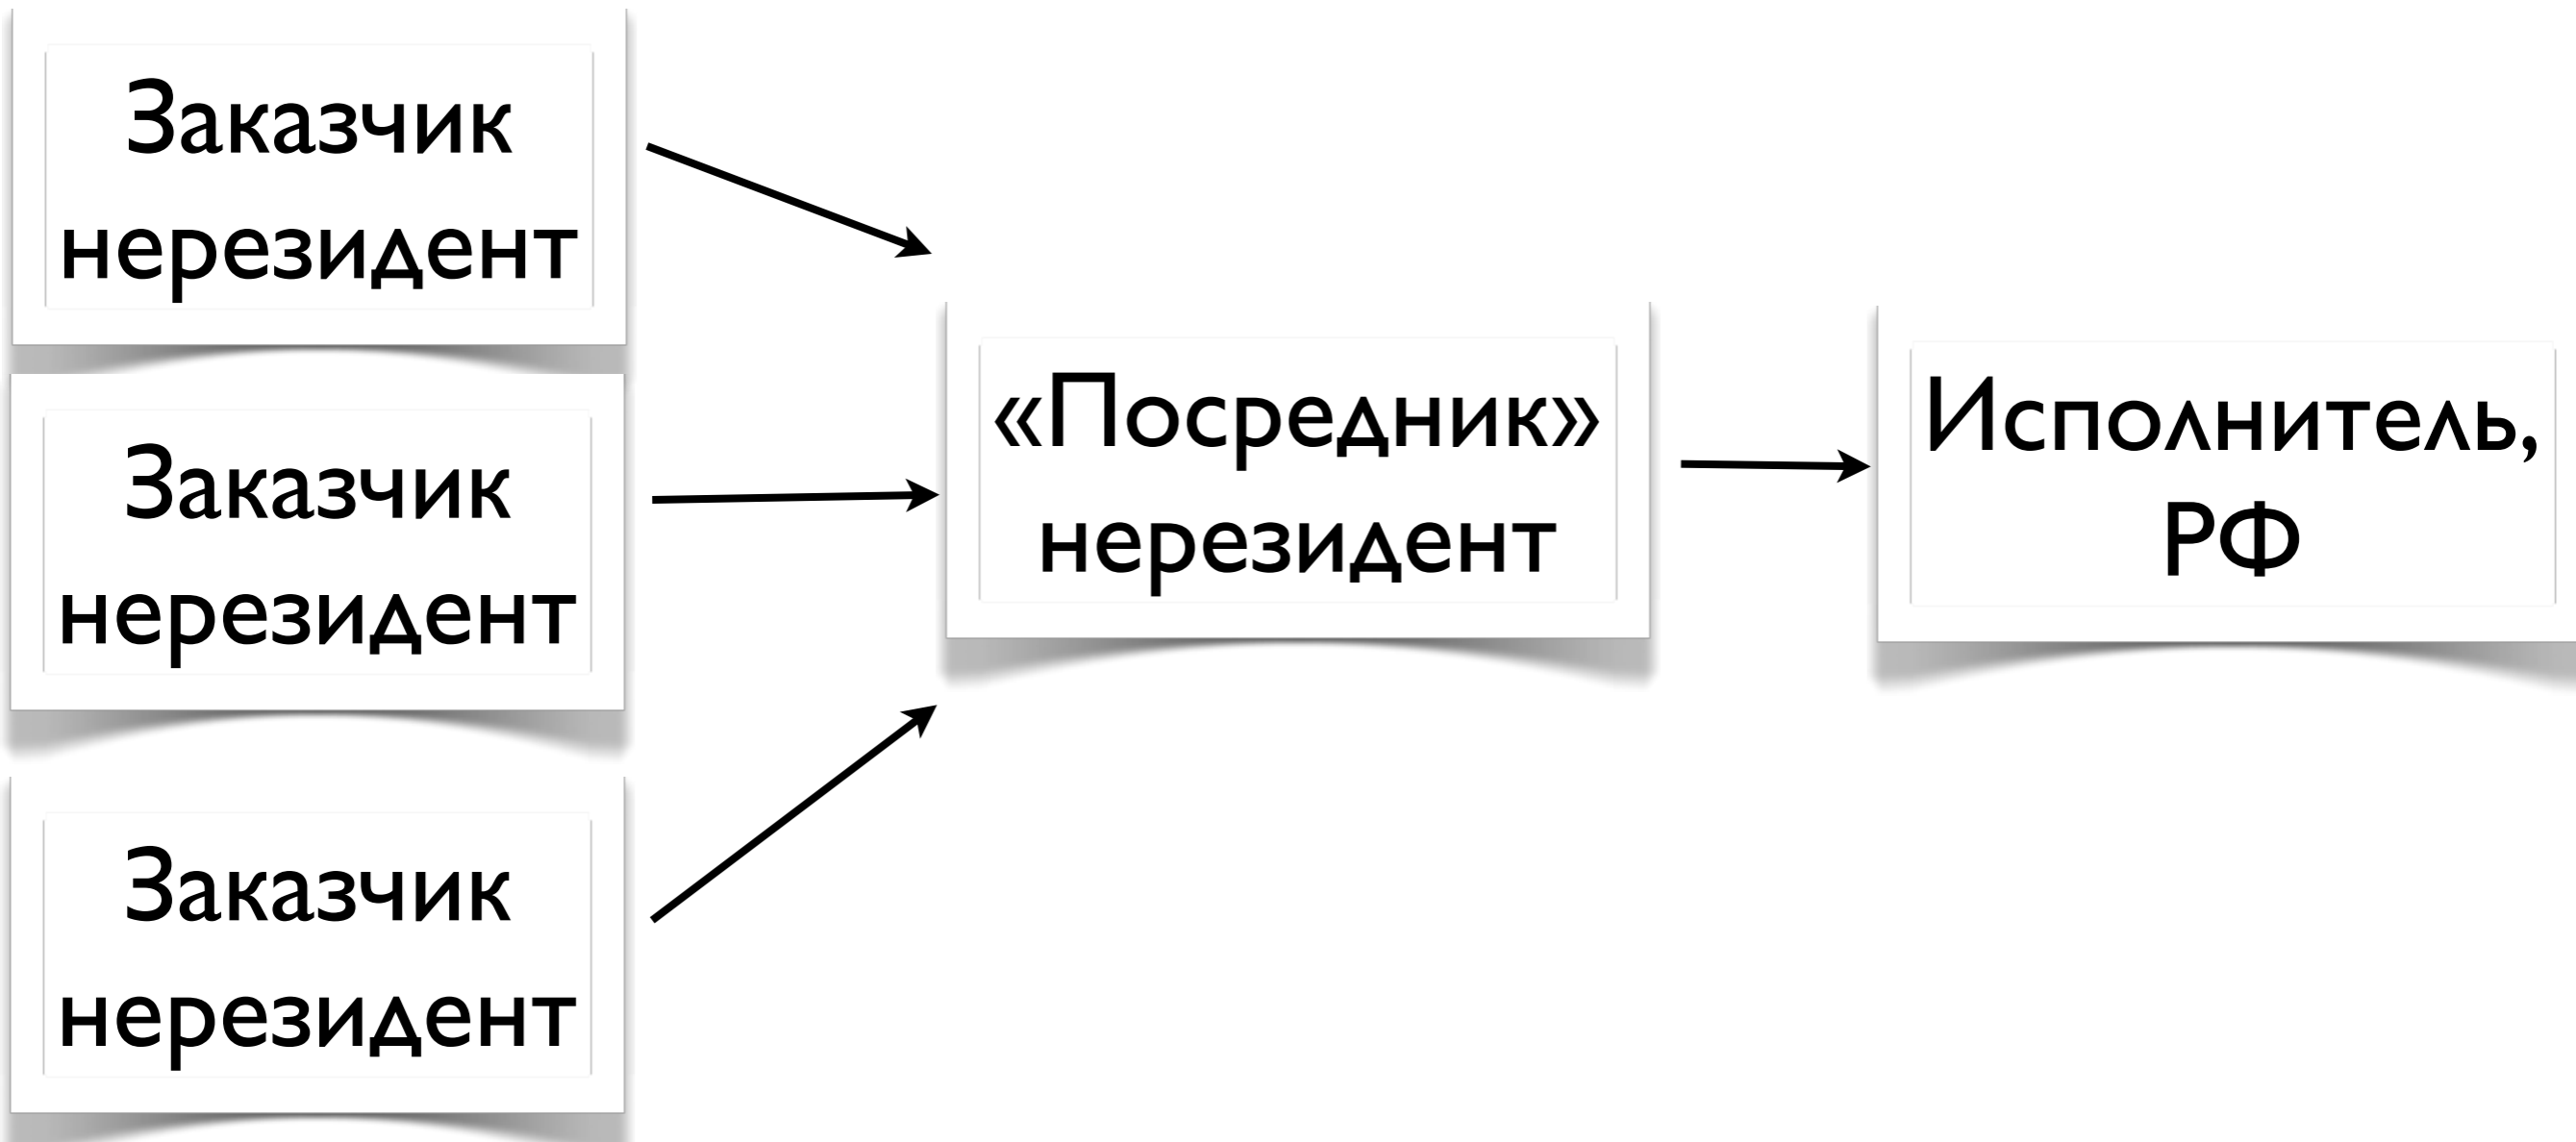 Заказчик
нерезидент
Заказчик
нерезидент
Заказчик
нерезидент
«Посредник»
нерезидент
Исполнитель,
РФ